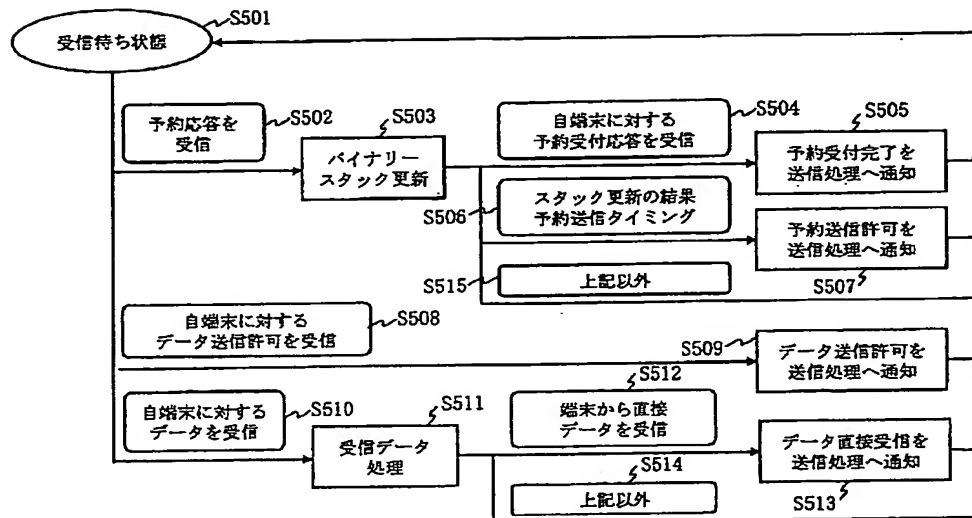 S501
受信待ち状態
予約応答を
受信
S502
S503
バイナリー
スタック更新
自端末に対する
予約受付応答を受信
S504
S505
予約受付完了を
送信処理へ通知
S506
スタック更新の結果
予約送信タイミング
予約送信許可を
送信処理へ通知
S507
S515
上記以外
自端末に対する
データ送信許可を受信
S508
S509
データ送信許可を
送信処理へ通知
自端末に対する
データを受信
S510
S511
受信データ
処理
S512
端末から直接
データを受信
データ直接受信を
送信処理へ通知
S513
S514
上記以外